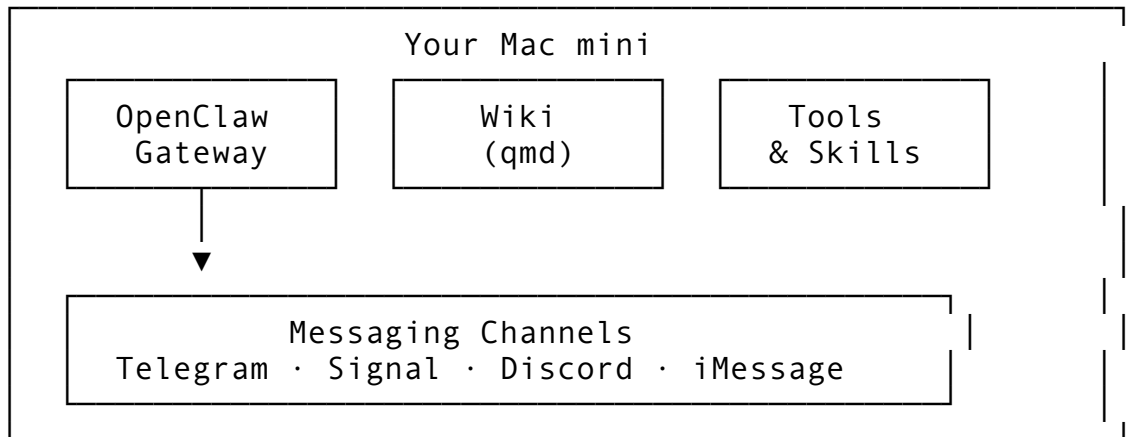 Your Mac mini
OpenClaw Gateway
Wiki (qmd)
Tools & Skills
Messaging Channels
Telegram · Signal · Discord · iMessage